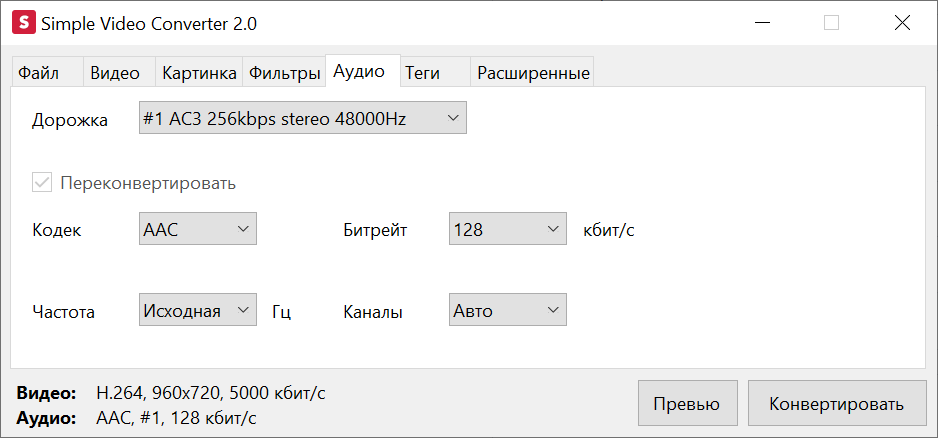 S Simple Video Converter 2.0
Файл Видео Картинка Фильтры Аудио Теги Расширенные
Дорожка #1 AC3 256kbps stereo 48000Hz
Переконвертировать
Кодек AAC Битрейт 128 кбит/с
Частота Исходная Гц Каналы Авто
Видео: H.264, 960x720, 5000 кбит/с
Аудио: AAC, #1, 128 кбит/с
Превью Конвертировать